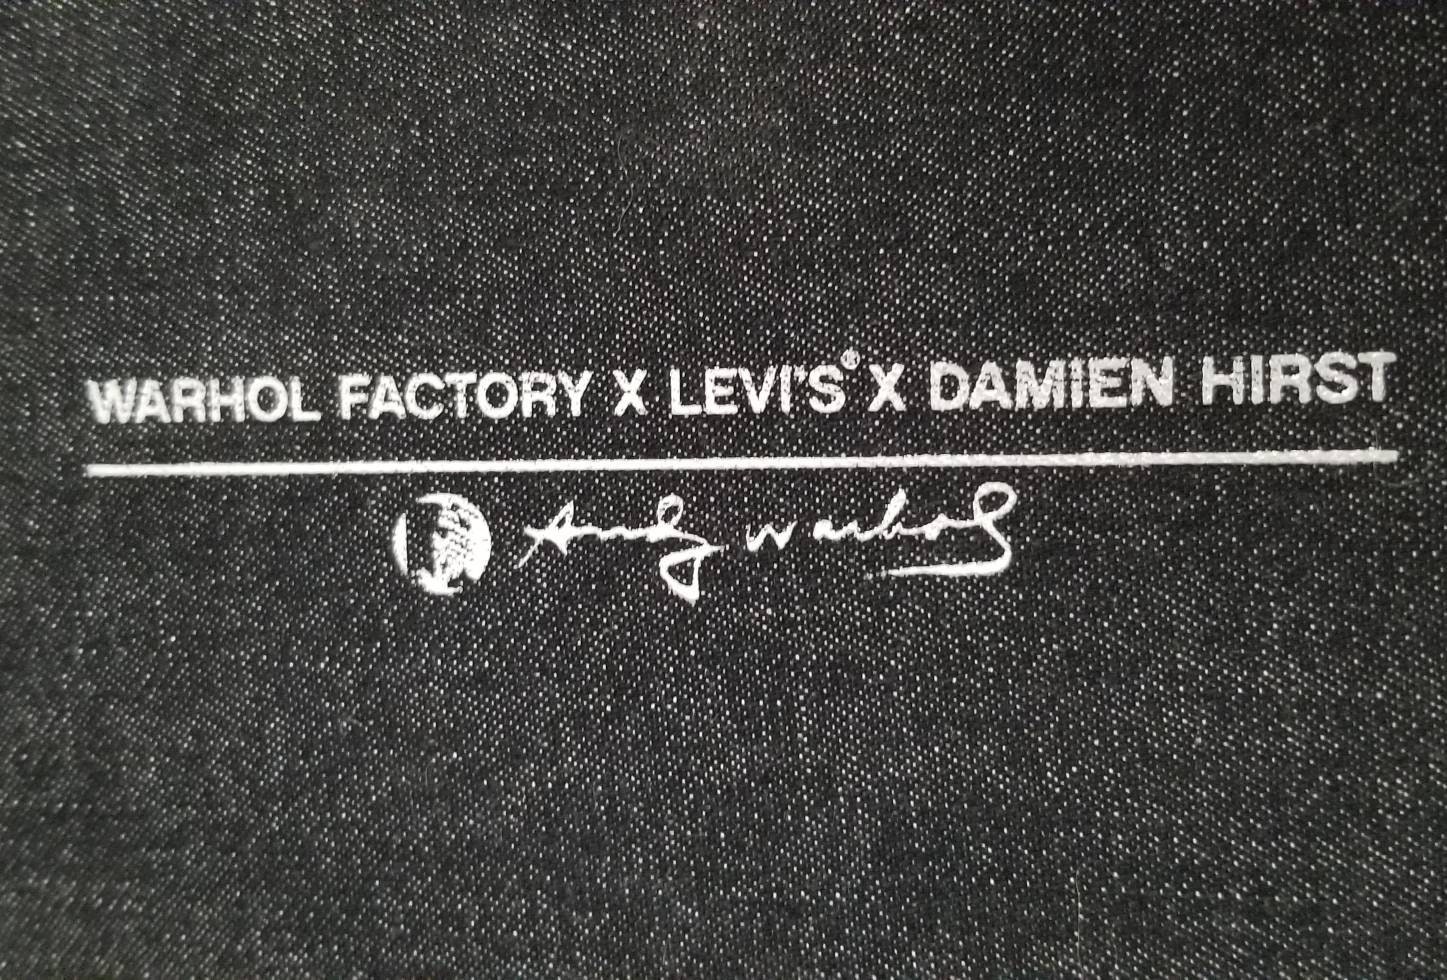 WARHOL FACTORY X LEVI'S® X DAMIEN HIRST
Andy Warhol